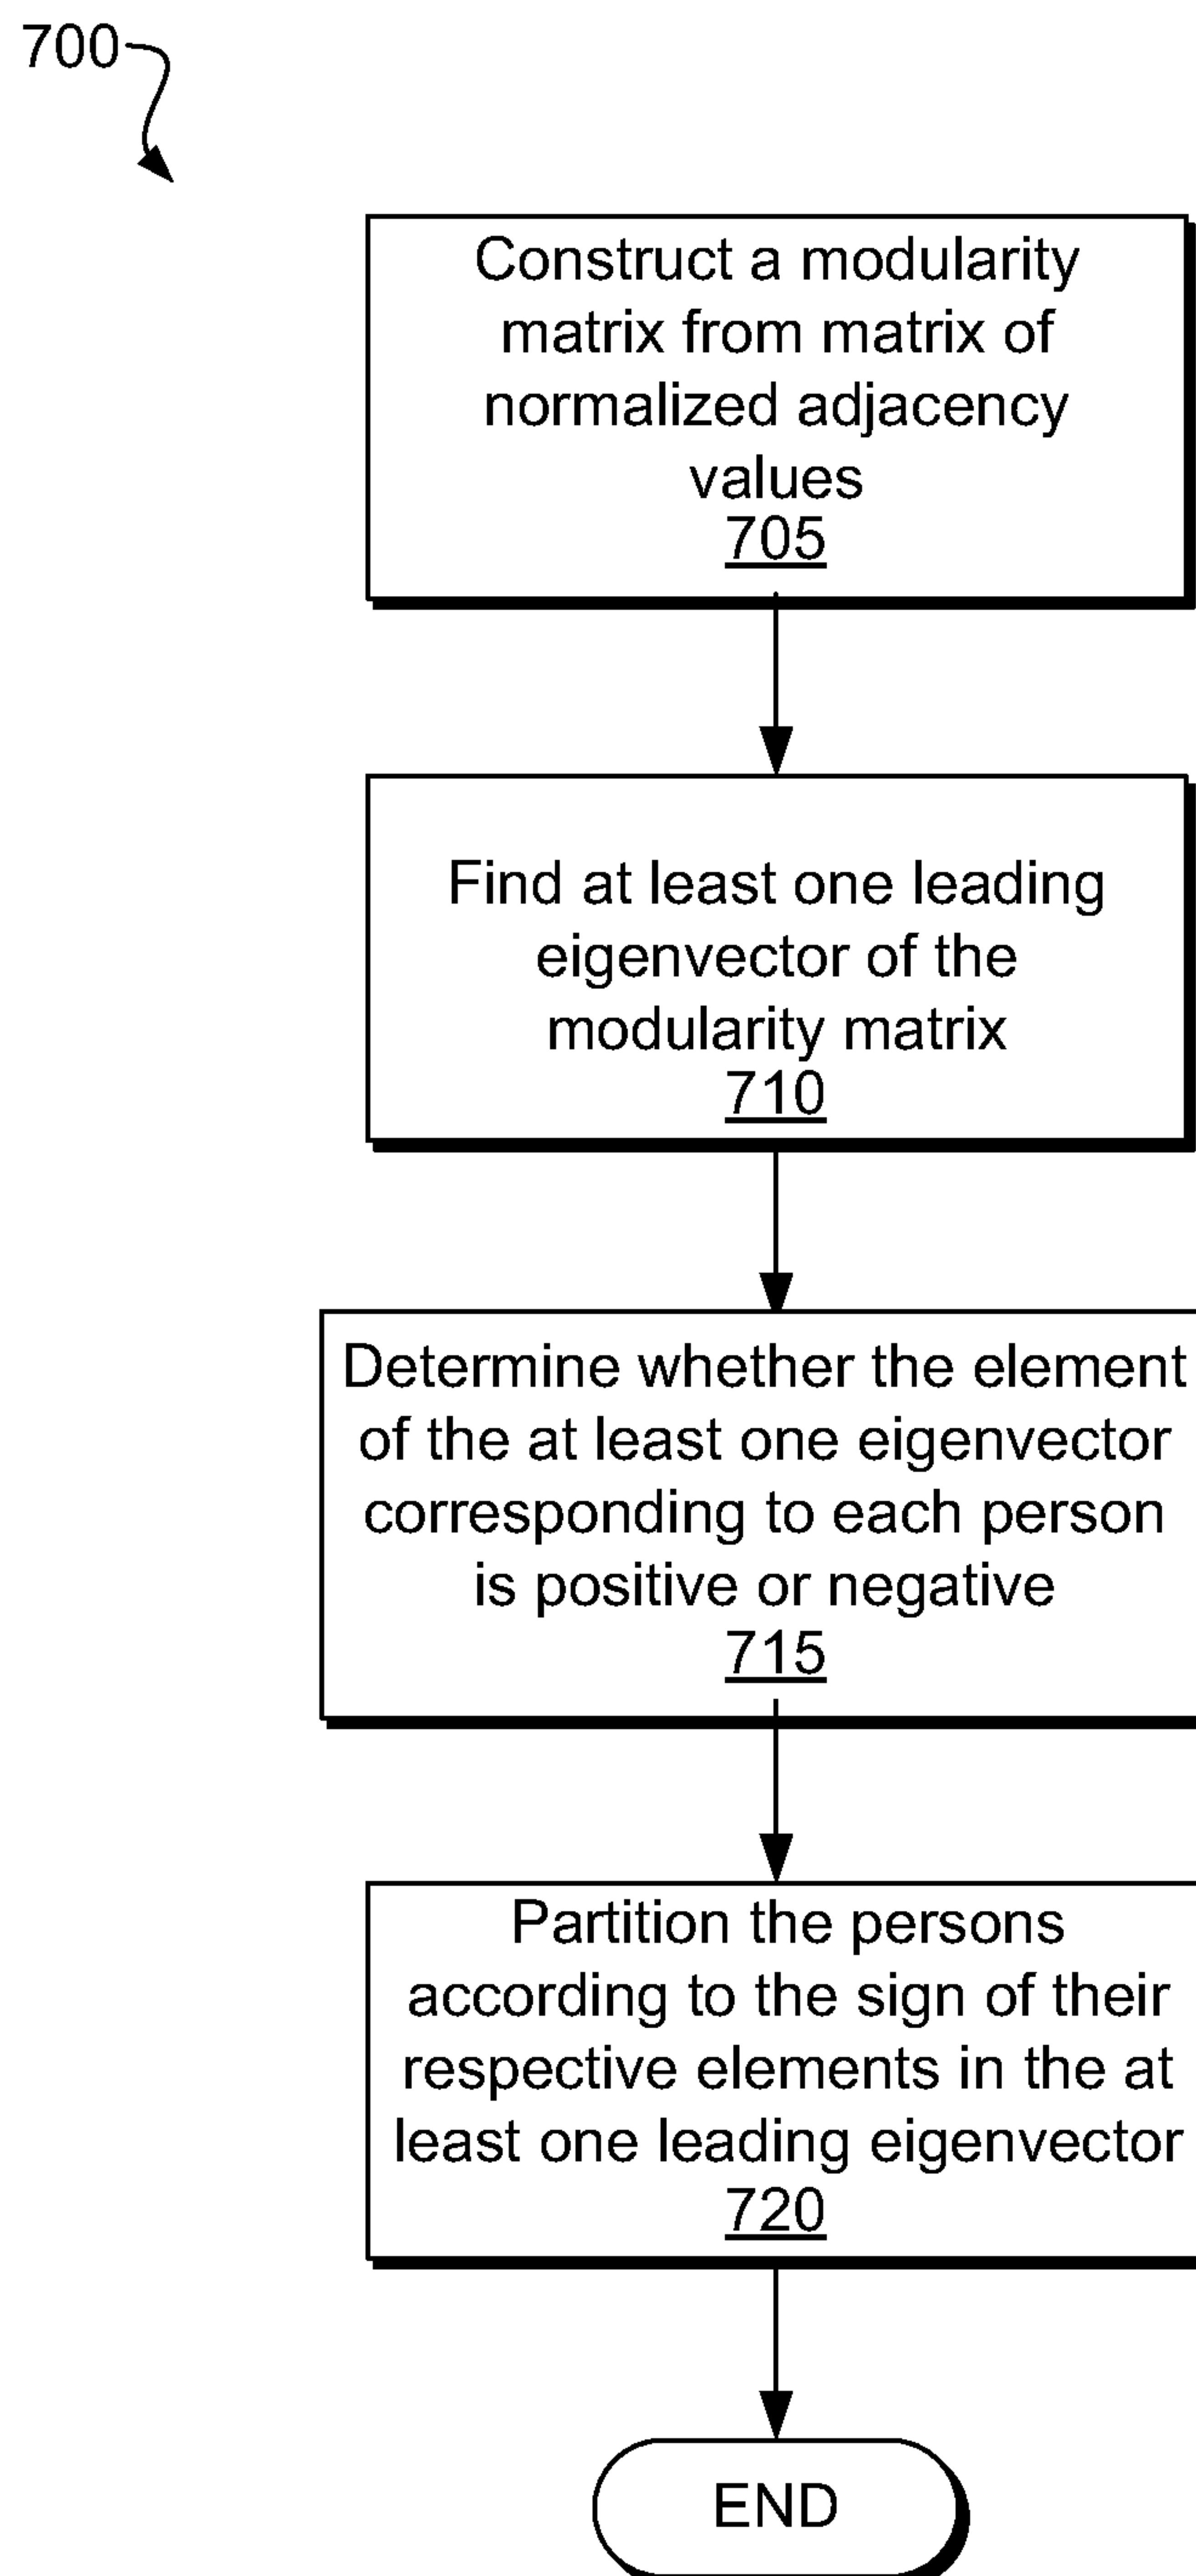 700
Construct a modularity
matrix from matrix of
normalized adjacency
values
705
Find at least one leading
eigenvector of the
modularity matrix
710
Determine whether the element
of the at least one eigenvector
corresponding to each person
is positive or negative
715
Partition the persons
according to the sign of their
respective elements in the at
least one leading eigenvector
720
END